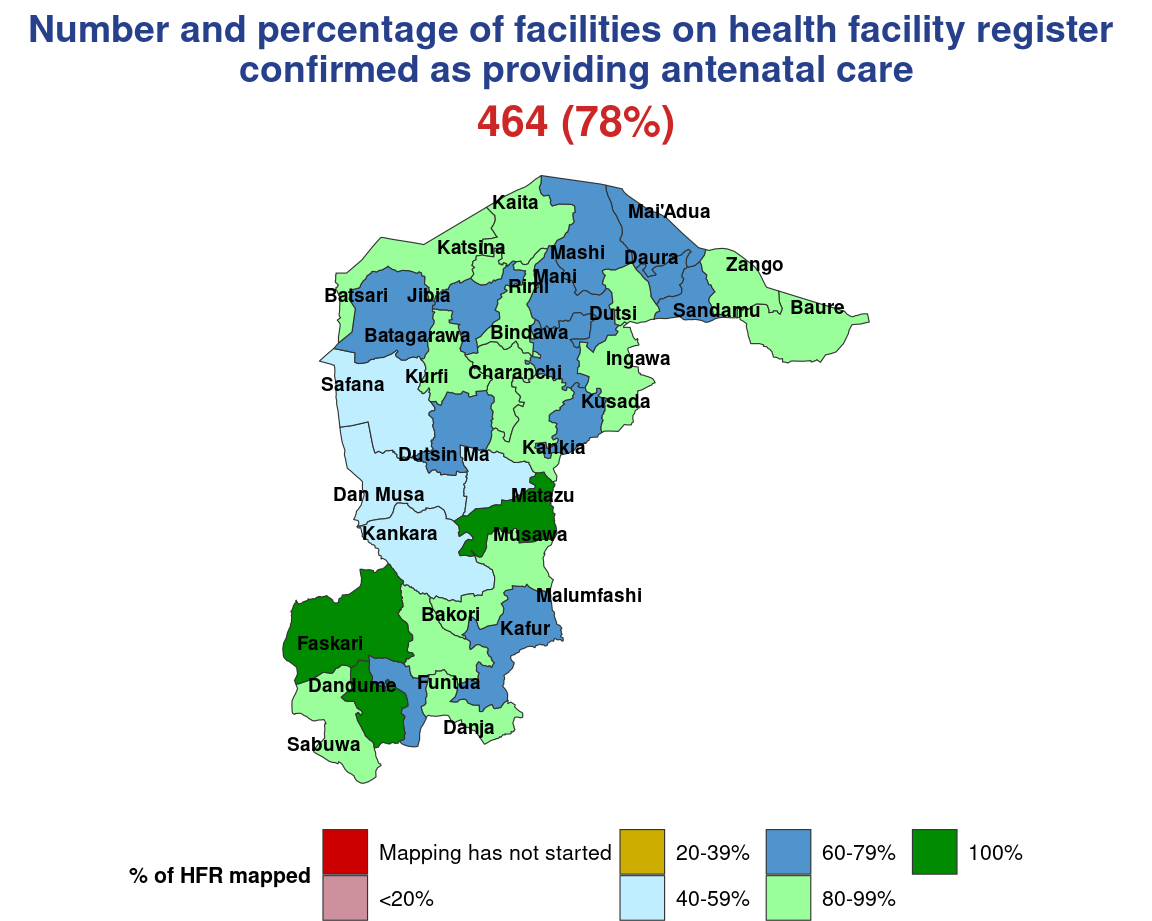 Number and percentage of facilities on health facility register
confirmed as providing antenatal care
464 (78%)
Kaita
Mai'Adua
Katsina
Mashi
Daura
Zango
Mani
Rimi
Batsari
Jibia
Dutsi
Sandamu
Baure
Batagarawa
Bindawa
Ingawa
Safana
Kurfi
Charanchi
Kusada
Dutsin Ma
Kankia
Dan Musa
Matazu
Kankara
Musawa
Malumfashi
Bakori
Kafur
Faskari
Dandume
Funtua
Danja
Sabuwa
% of HFR mapped
Mapping has not started
<20%
20-39%
40-59%
60-79%
80-99%
100%